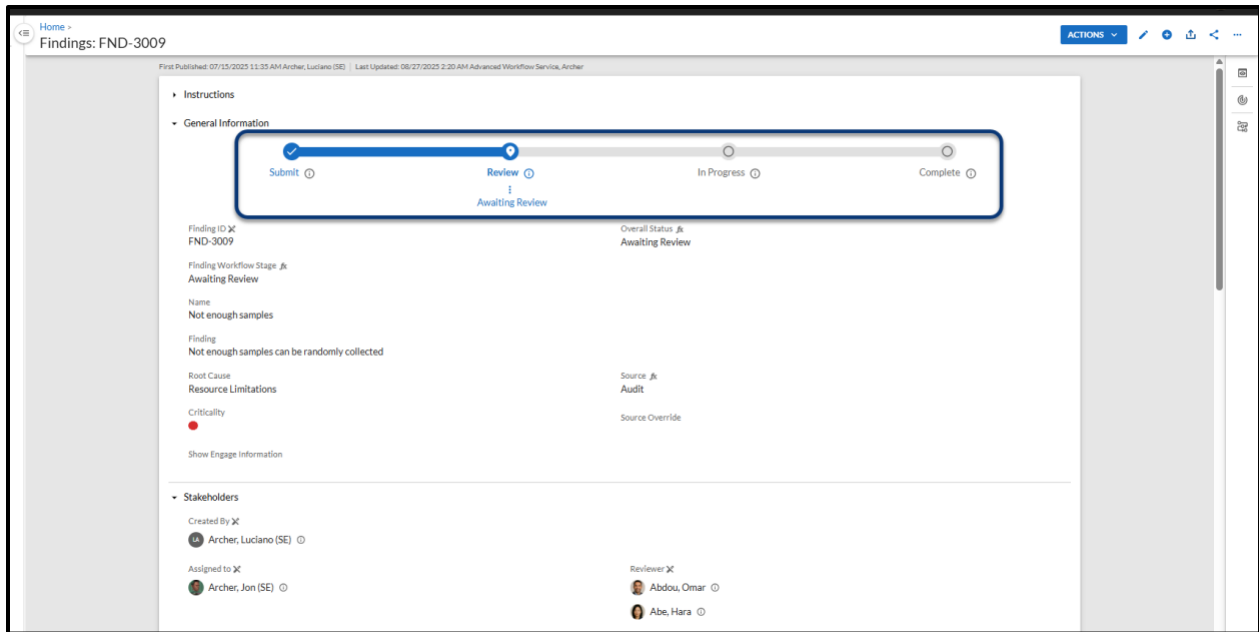 Home >
Findings: FND-3009
ACTIONS
First Published: 07/15/2025 11:35 AM Archer, Luciano (SE) | Last Updated: 08/27/2025 2:20 AM Advanced Workflow Service, Archer
Instructions
General Information
Submit Review In Progress Complete
Awaiting Review
Finding ID Overall Status fx
FND-3009 Awaiting Review
Finding Workflow Stage fx
Awaiting Review
Name
Not enough samples
Finding
Not enough samples can be randomly collected
Root Cause Source fx
Resource Limitations Audit
Criticality Source Override
Show Engage Information
Stakeholders
Created By
LA Archer, Luciano (SE)
Assigned to Reviewer
Archer, Jon (SE) Abdou, Omar
Abe, Hara